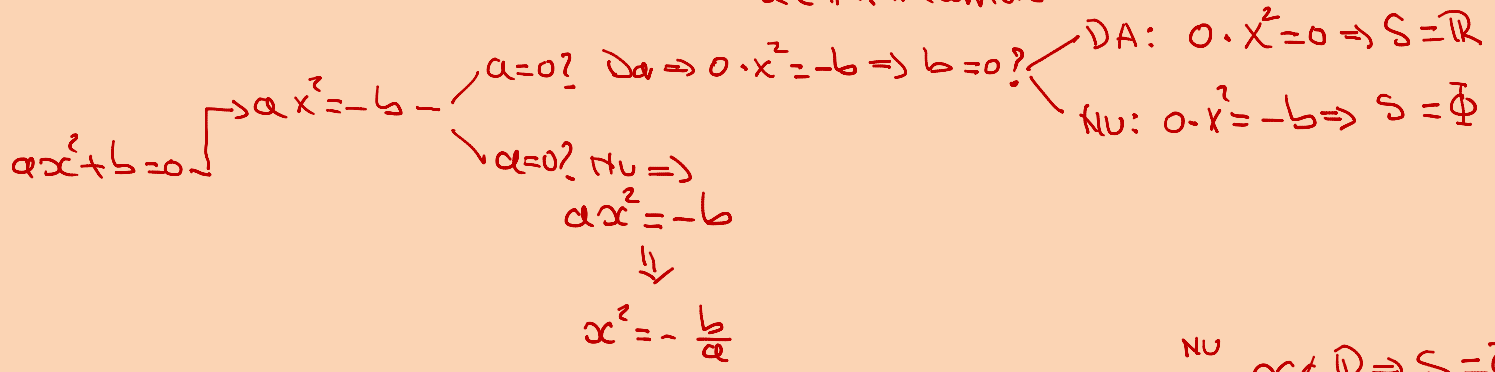 ax²+b=0
→ax²=-b
a=0? Da ⇒ 0·x²=-b ⇒ b=0?
DA: 0·x²=0 ⇒ S=ℝ
NU: 0·x²=-b ⇒ S=Φ
a=0? NU ⇒
ax²=-b
⇓
x²=-b/a
NU